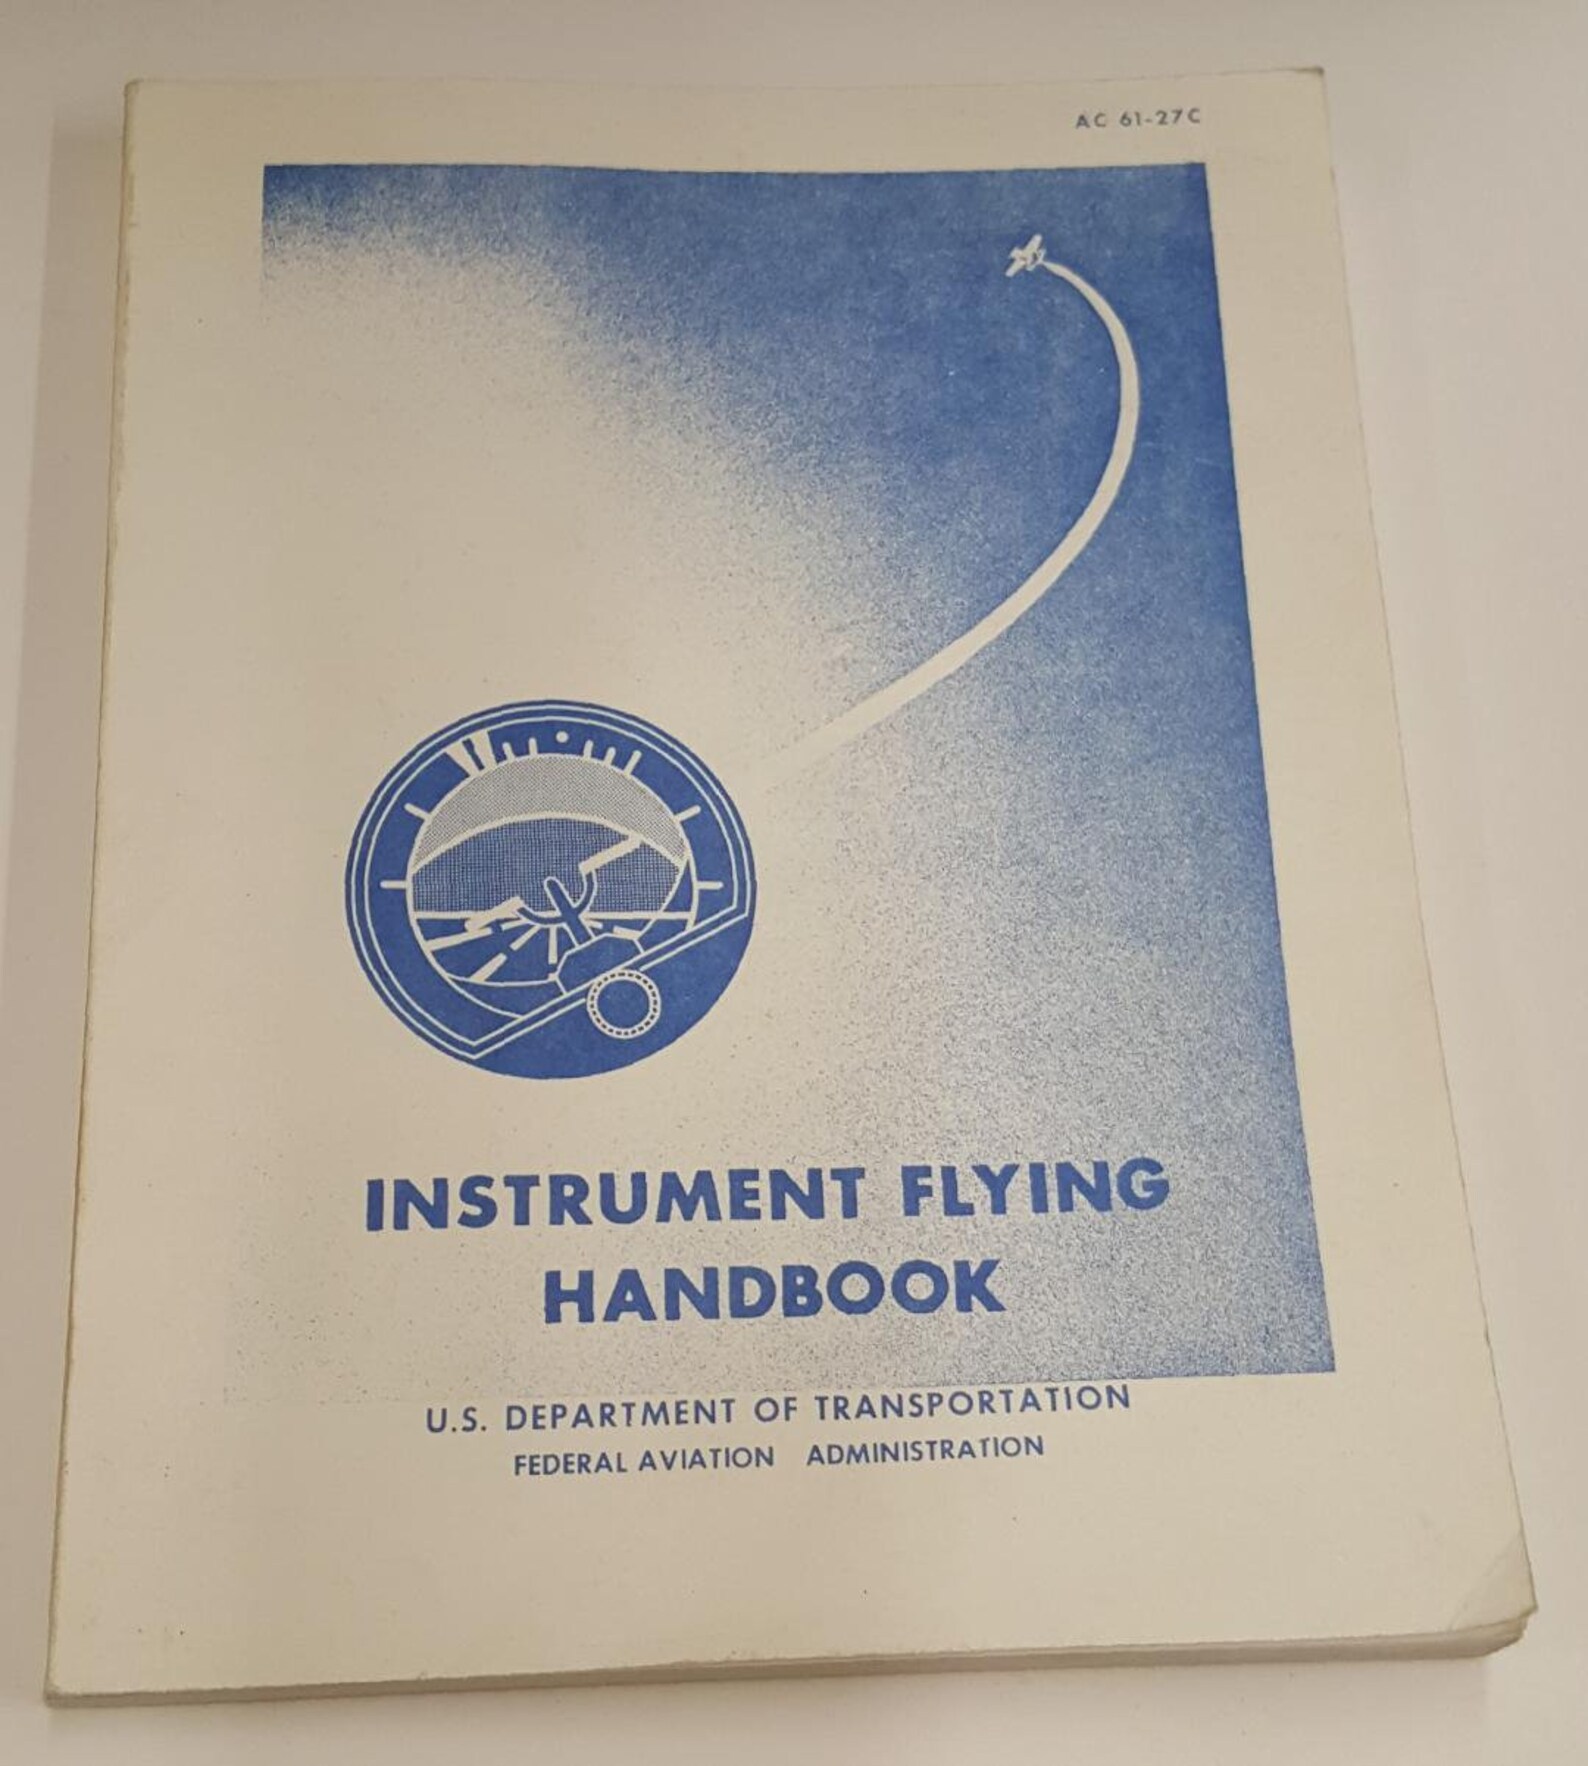 AC 61-27C
INSTRUMENT FLYING
HANDBOOK
U.S. DEPARTMENT OF TRANSPORTATION
FEDERAL AVIATION ADMINISTRATION